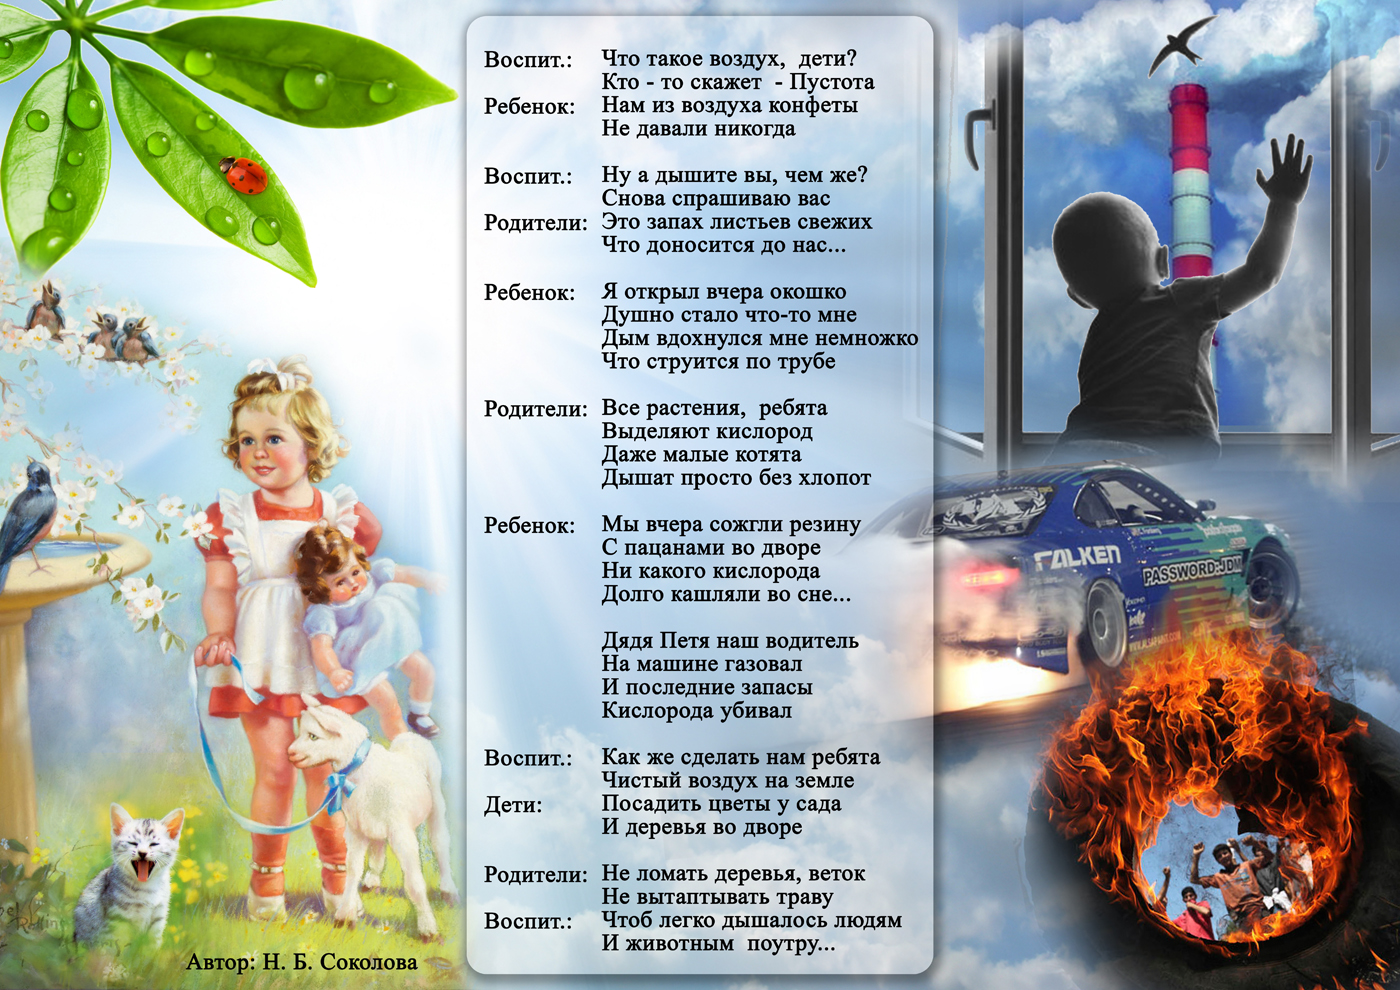 Воспит.: Что такое воздух, дети?
Кто - то скажет - Пустота
Ребенок: Нам из воздуха конфеты
Не давали никогда
Воспит.: Ну а дышите вы, чем же?
Снова спрашиваю вас
Родители: Это запах листьев свежих
Что доносится до нас...
Ребенок: Я открыл вчера окошко
Душно стало что-то мне
Дым вдохнулся мне немножко
Что струится по трубе
Родители: Все растения, ребята
Выделяют кислород
Даже малые котята
Дышат просто без хлопот
Ребенок: Мы вчера сожгли резину
С пацанами во дворе
Ни какого кислорода
Долго кашляли во сне...
Дядя Петя наш водитель
На машине газовал
И последние запасы
Кислорода убивал
Воспит.: Как же сделать нам ребята
Чистый воздух на земле
Дети: Посадить цветы у сада
И деревья во дворе
Родители: Не ломать деревья, веток
Не вытаптывать траву
Воспит.: Чтоб легко дышалось людям
И животным поутру...
Автор: Н. Б. Соколова
FALKEN
PASSWORD:JDM